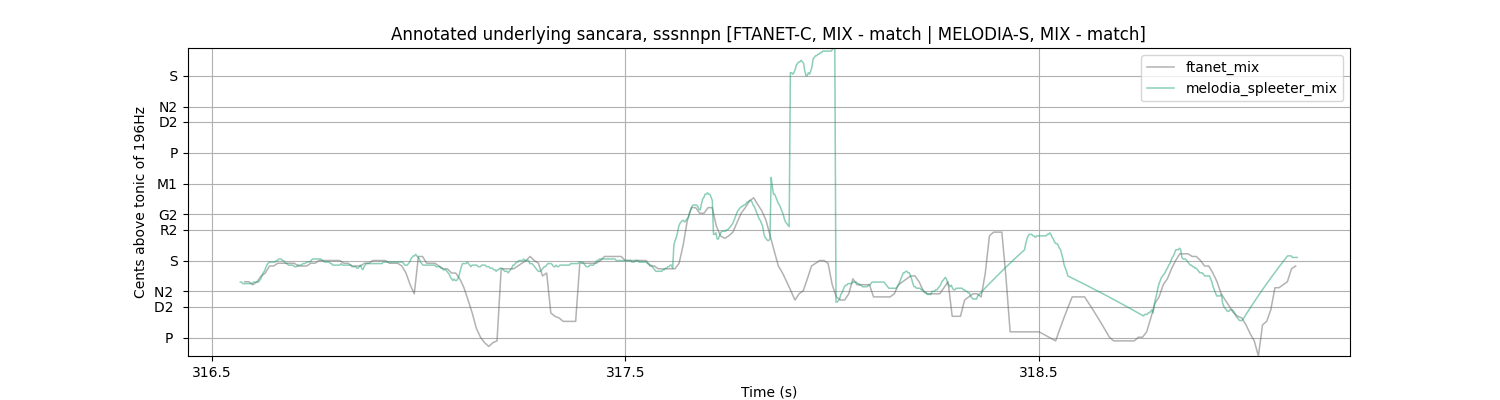 Annotated underlying sancara, sssnnpn [FTANET-C, MIX - match | MELODIA-S, MIX - match]
ftanet_mix
melodia_spleeter_mix
S
N2
D2
P
M1
G2
R2
S
N2
D2
P
Cents above tonic of 196Hz
316.5
317.5
318.5
Time (s)